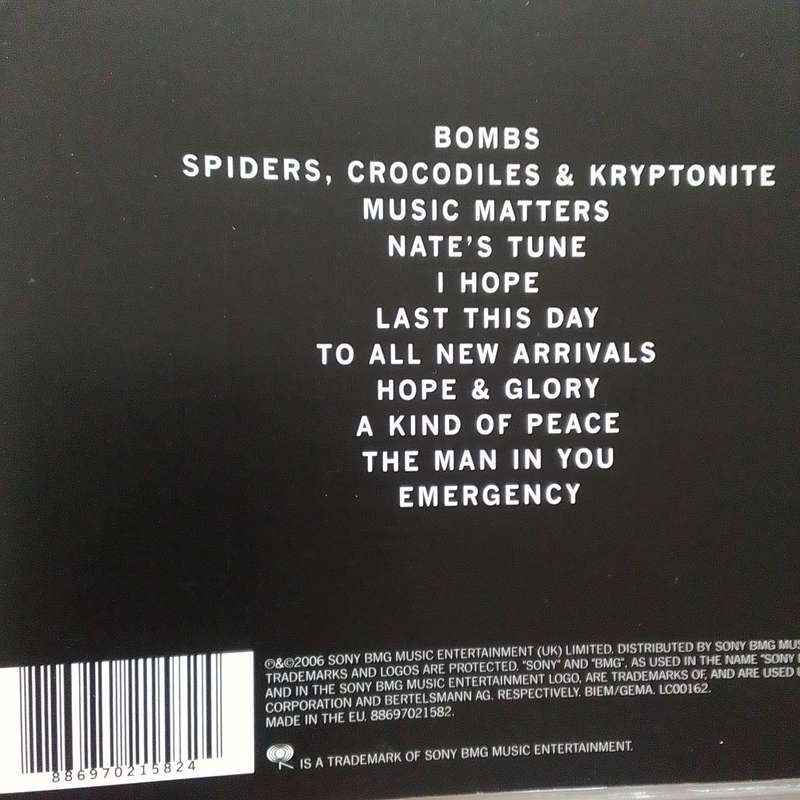 BOMBS
SPIDERS, CROCODILES & KRYPTONITE
MUSIC MATTERS
NATE'S TUNE
I HOPE
LAST THIS DAY
TO ALL NEW ARRIVALS
HOPE & GLORY
A KIND OF PEACE
THE MAN IN YOU
EMERGENCY
℗&©2006 SONY BMG MUSIC ENTERTAINMENT (UK) LIMITED. DISTRIBUTED BY SONY BMG
TRADEMARKS AND LOGOS ARE PROTECTED. "SONY" AND "BMG", AS USED IN THE NAME "SONY
AND IN THE SONY BMG MUSIC ENTERTAINMENT LOGO, ARE TRADEMARKS OF, AND ARE USED
CORPORATION AND BERTELSMANN AG. RESPECTIVELY. BIEM/GEMA. LC00162.
MADE IN THE EU. 88697021582.
IS A TRADEMARK OF SONY BMG MUSIC ENTERTAINMENT.
886970215824